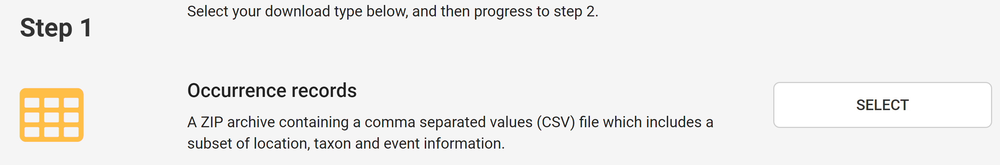 Select your download type below, and then progress to step 2.
Step 1
Occurrence records
A ZIP archive containing a comma separated values (CSV) file which includes a
subset of location, taxon and event information.
SELECT